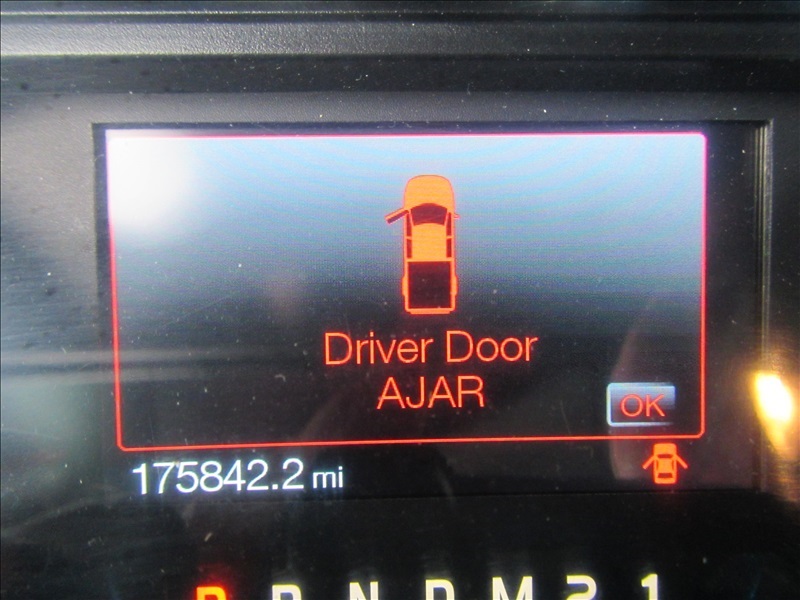 Driver Door
AJAR
OK
175842.2 mi
P R N D M 2 1